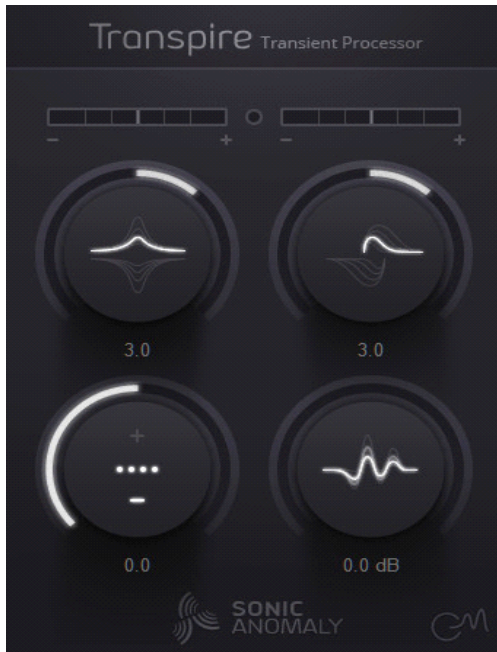 Transpire Transient Processor
- + - +
3.0 3.0
+
-
0.0 0.0 dB
SONIC
ANOMALY